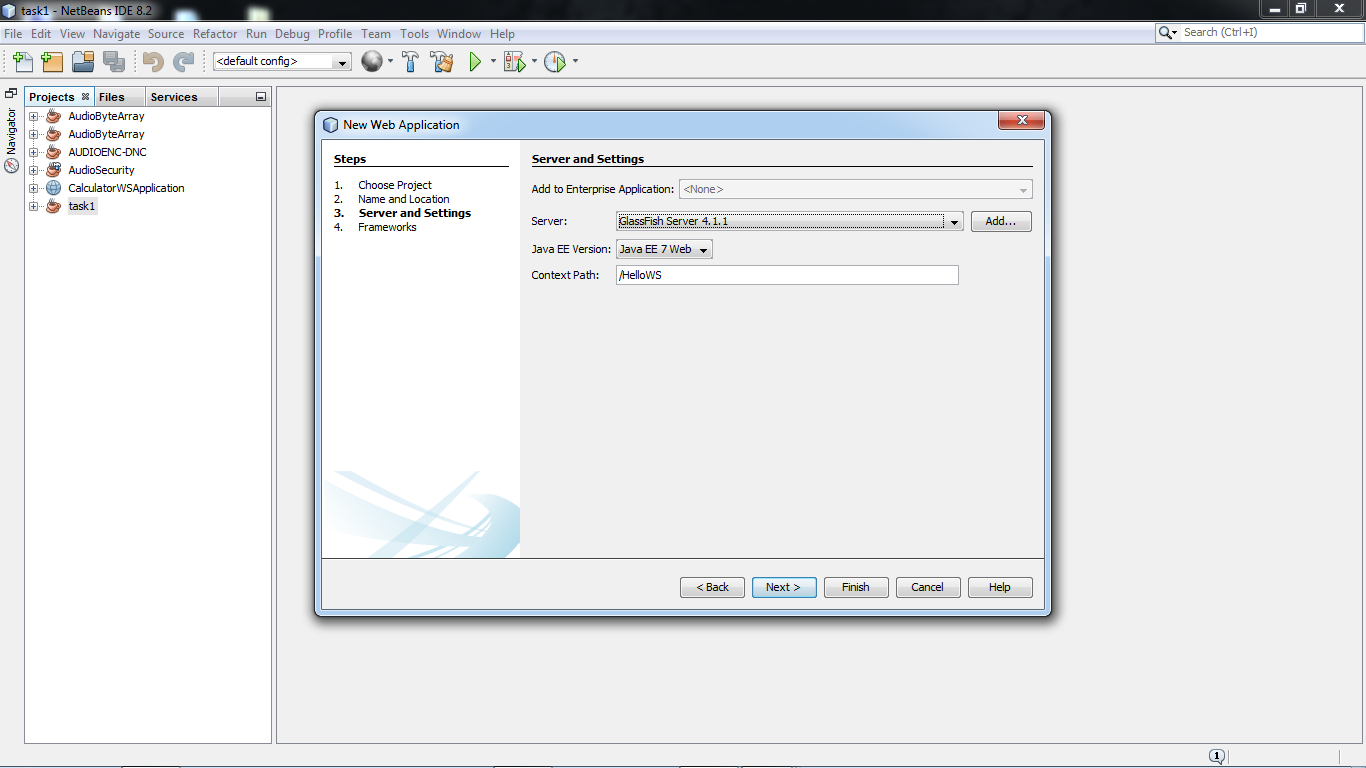 task1 - NetBeans IDE 8.2
File Edit View Navigate Source Refactor Run Debug Profile Team Tools Window Help
Search (Ctrl+I)
<default config>
Projects Files Services
Navigator
AudioByteArray
AudioByteArray
AUDIOENC-DNC
AudioSecurity
CalculatorWSApplication
task1
New Web Application
Steps
1. Choose Project
2. Name and Location
3. Server and Settings
4. Frameworks
Server and Settings
Add to Enterprise Application: <None>
Server: GlassFish Server 4.1.1 Add...
Java EE Version: Java EE 7 Web
Context Path: /HelloWS
< Back Next > Finish Cancel Help
1